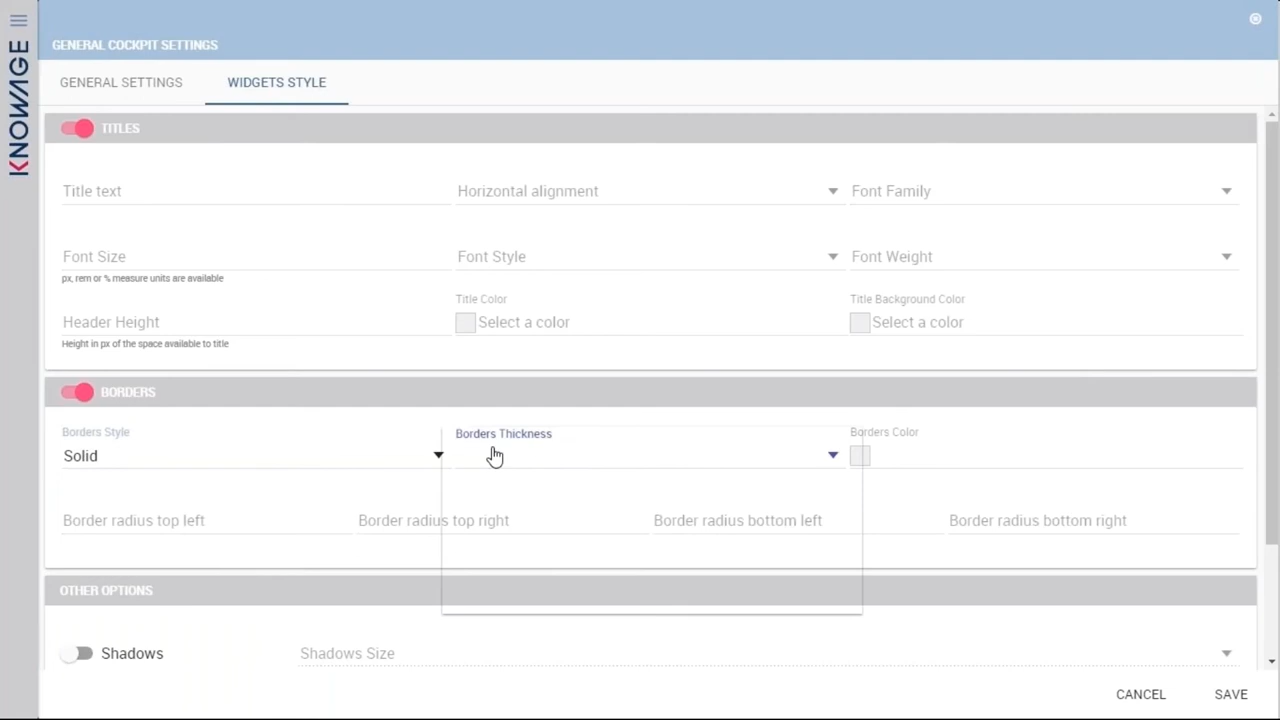 KNOWAGE
GENERAL COCKPIT SETTINGS
GENERAL SETTINGS
WIDGETS STYLE
TITLES
Title text
Horizontal alignment
Font Family
Font Size
Font Style
Font Weight
px, rem or % measure units are available
Title Color
Title Background Color
Header Height
Select a color
Select a color
Height in px of the space available to title
BORDERS
Borders Style
Borders Thickness
Borders Color
Solid
Border radius top left
Border radius top right
Border radius bottom left
Border radius bottom right
OTHER OPTIONS
Shadows
Shadows Size
CANCEL
SAVE